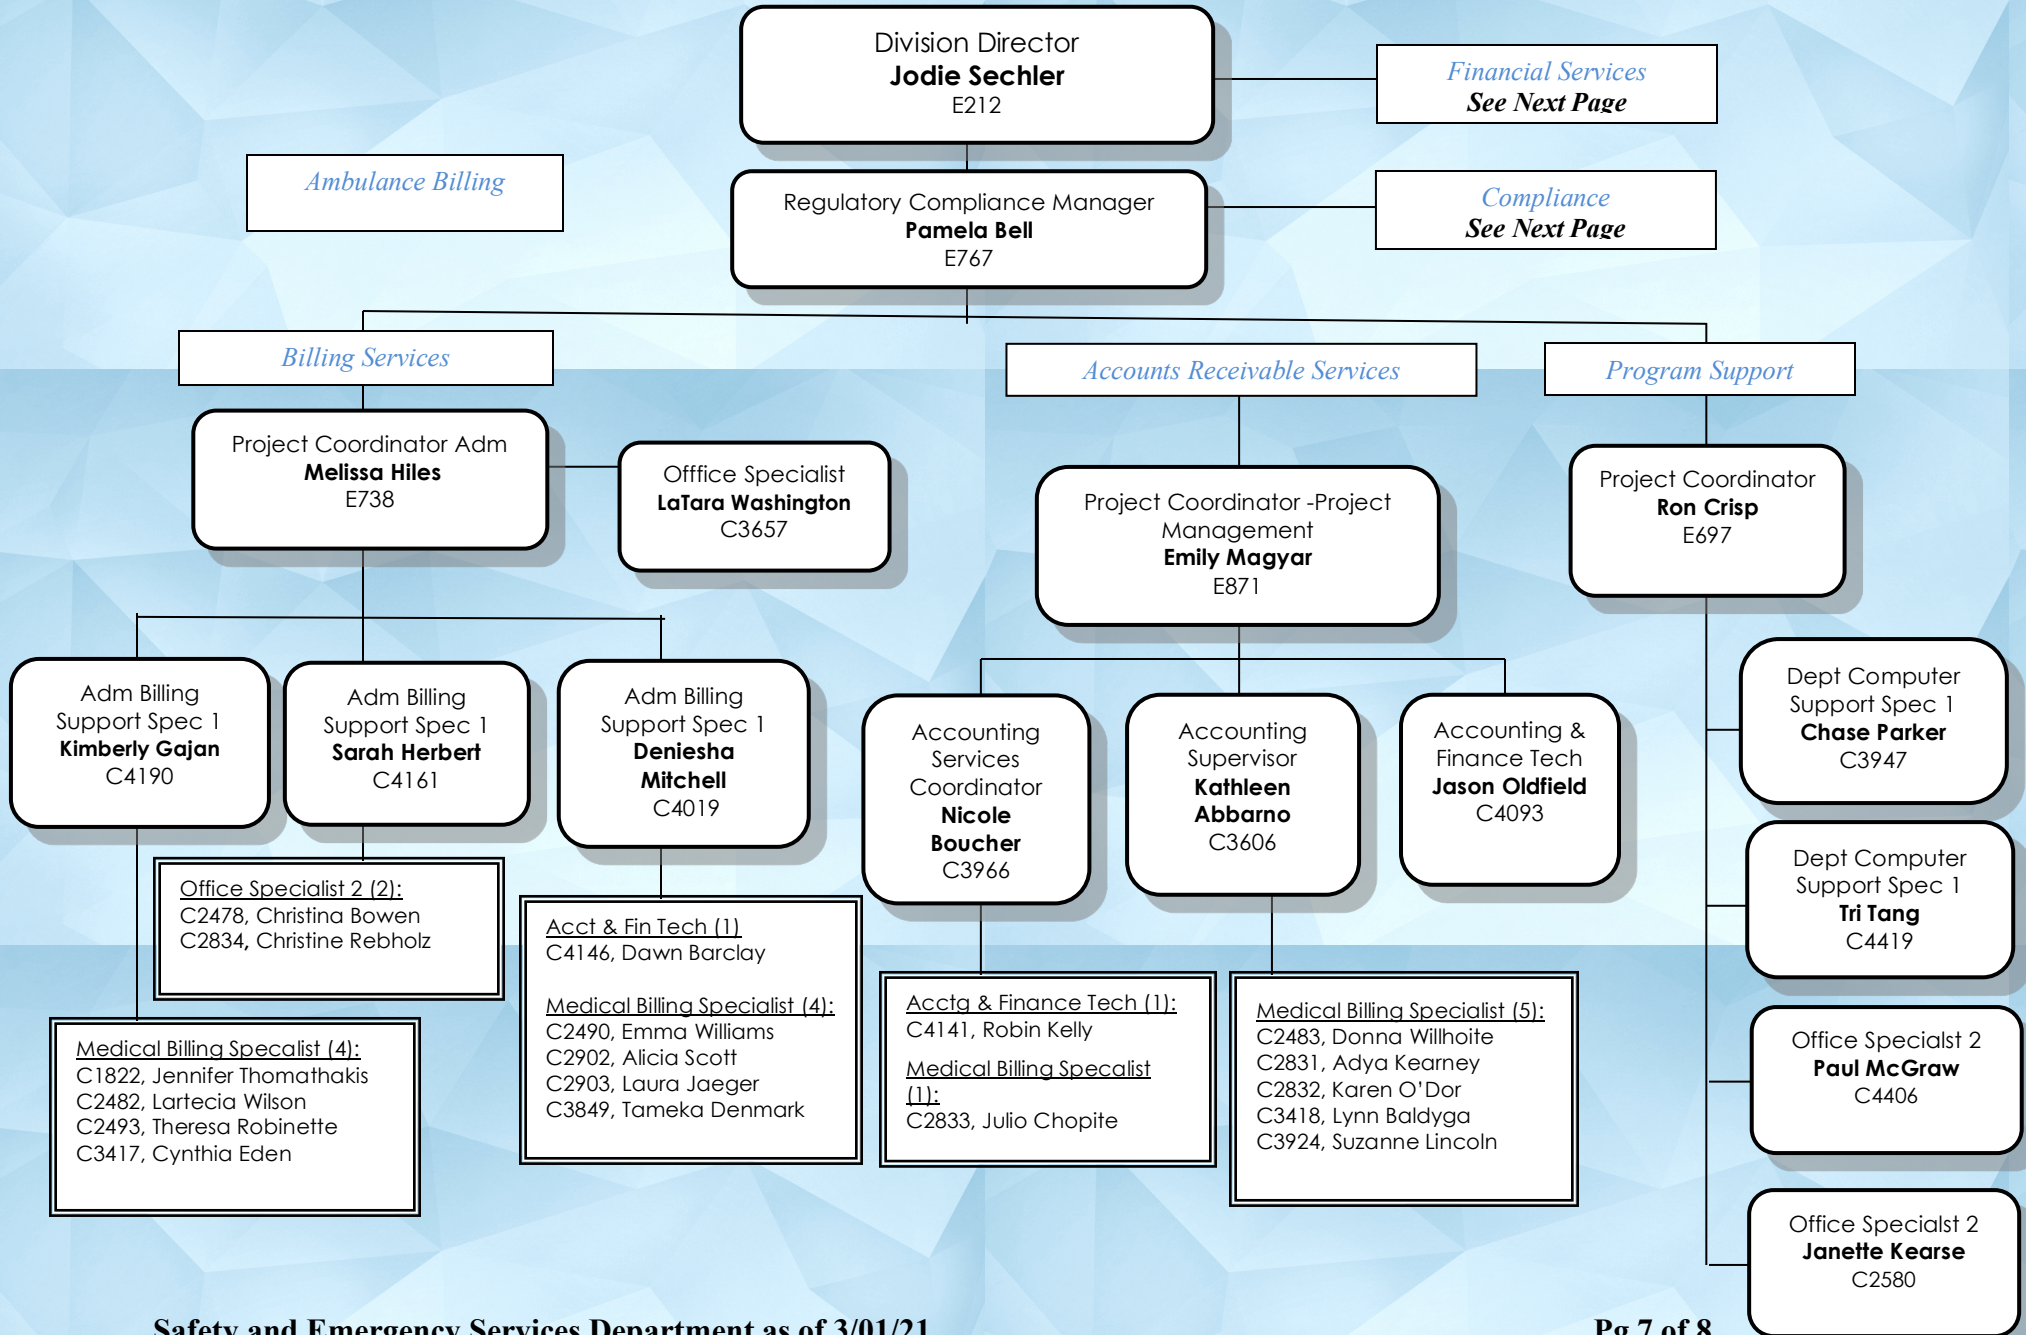 Division Director
Jodie Sechler
E212
Financial Services
See Next Page
Ambulance Billing
Regulatory Compliance Manager
Pamela Bell
E767
Compliance
See Next Page
Billing Services
Accounts Receivable Services
Program Support
Project Coordinator Adm
Melissa Hiles
E738
Offfice Specialist
LaTara Washington
C3657
Project Coordinator -Project
Management
Emily Magyar
E871
Project Coordinator
Ron Crisp
E697
Adm Billing
Support Spec 1
Kimberly Gajan
C4190
Adm Billing
Support Spec 1
Sarah Herbert
C4161
Adm Billing
Support Spec 1
Deniesha
Mitchell
C4019
Accounting
Services
Coordinator
Nicole
Boucher
C3966
Accounting
Supervisor
Kathleen
Abbarno
C3606
Accounting &
Finance Tech
Jason Oldfield
C4093
Dept Computer
Support Spec 1
Chase Parker
C3947
Dept Computer
Support Spec 1
Tri Tang
C4419
Office Specialst 2
Paul McGraw
C4406
Office Specialst 2
Janette Kearse
C2580
Office Specialist 2 (2):
C2478, Christina Bowen
C2834, Christine Rebholz
Medical Billing Specalist (4):
C1822, Jennifer Thomathakis
C2482, Lartecia Wilson
C2493, Theresa Robinette
C3417, Cynthia Eden
Acct & Fin Tech (1)
C4146, Dawn Barclay
Medical Billing Specialist (4):
C2490, Emma Williams
C2902, Alicia Scott
C2903, Laura Jaeger
C3849, Tameka Denmark
Acctg & Finance Tech (1):
C4141, Robin Kelly
Medical Billing Specalist
(1):
C2833, Julio Chopite
Medical Billing Specialist (5):
C2483, Donna Willhoite
C2831, Adya Kearney
C2832, Karen O’Dor
C3418, Lynn Baldyga
C3924, Suzanne Lincoln
Safety and Emergency Services Department as of 3/01/21
Pg 7 of 8